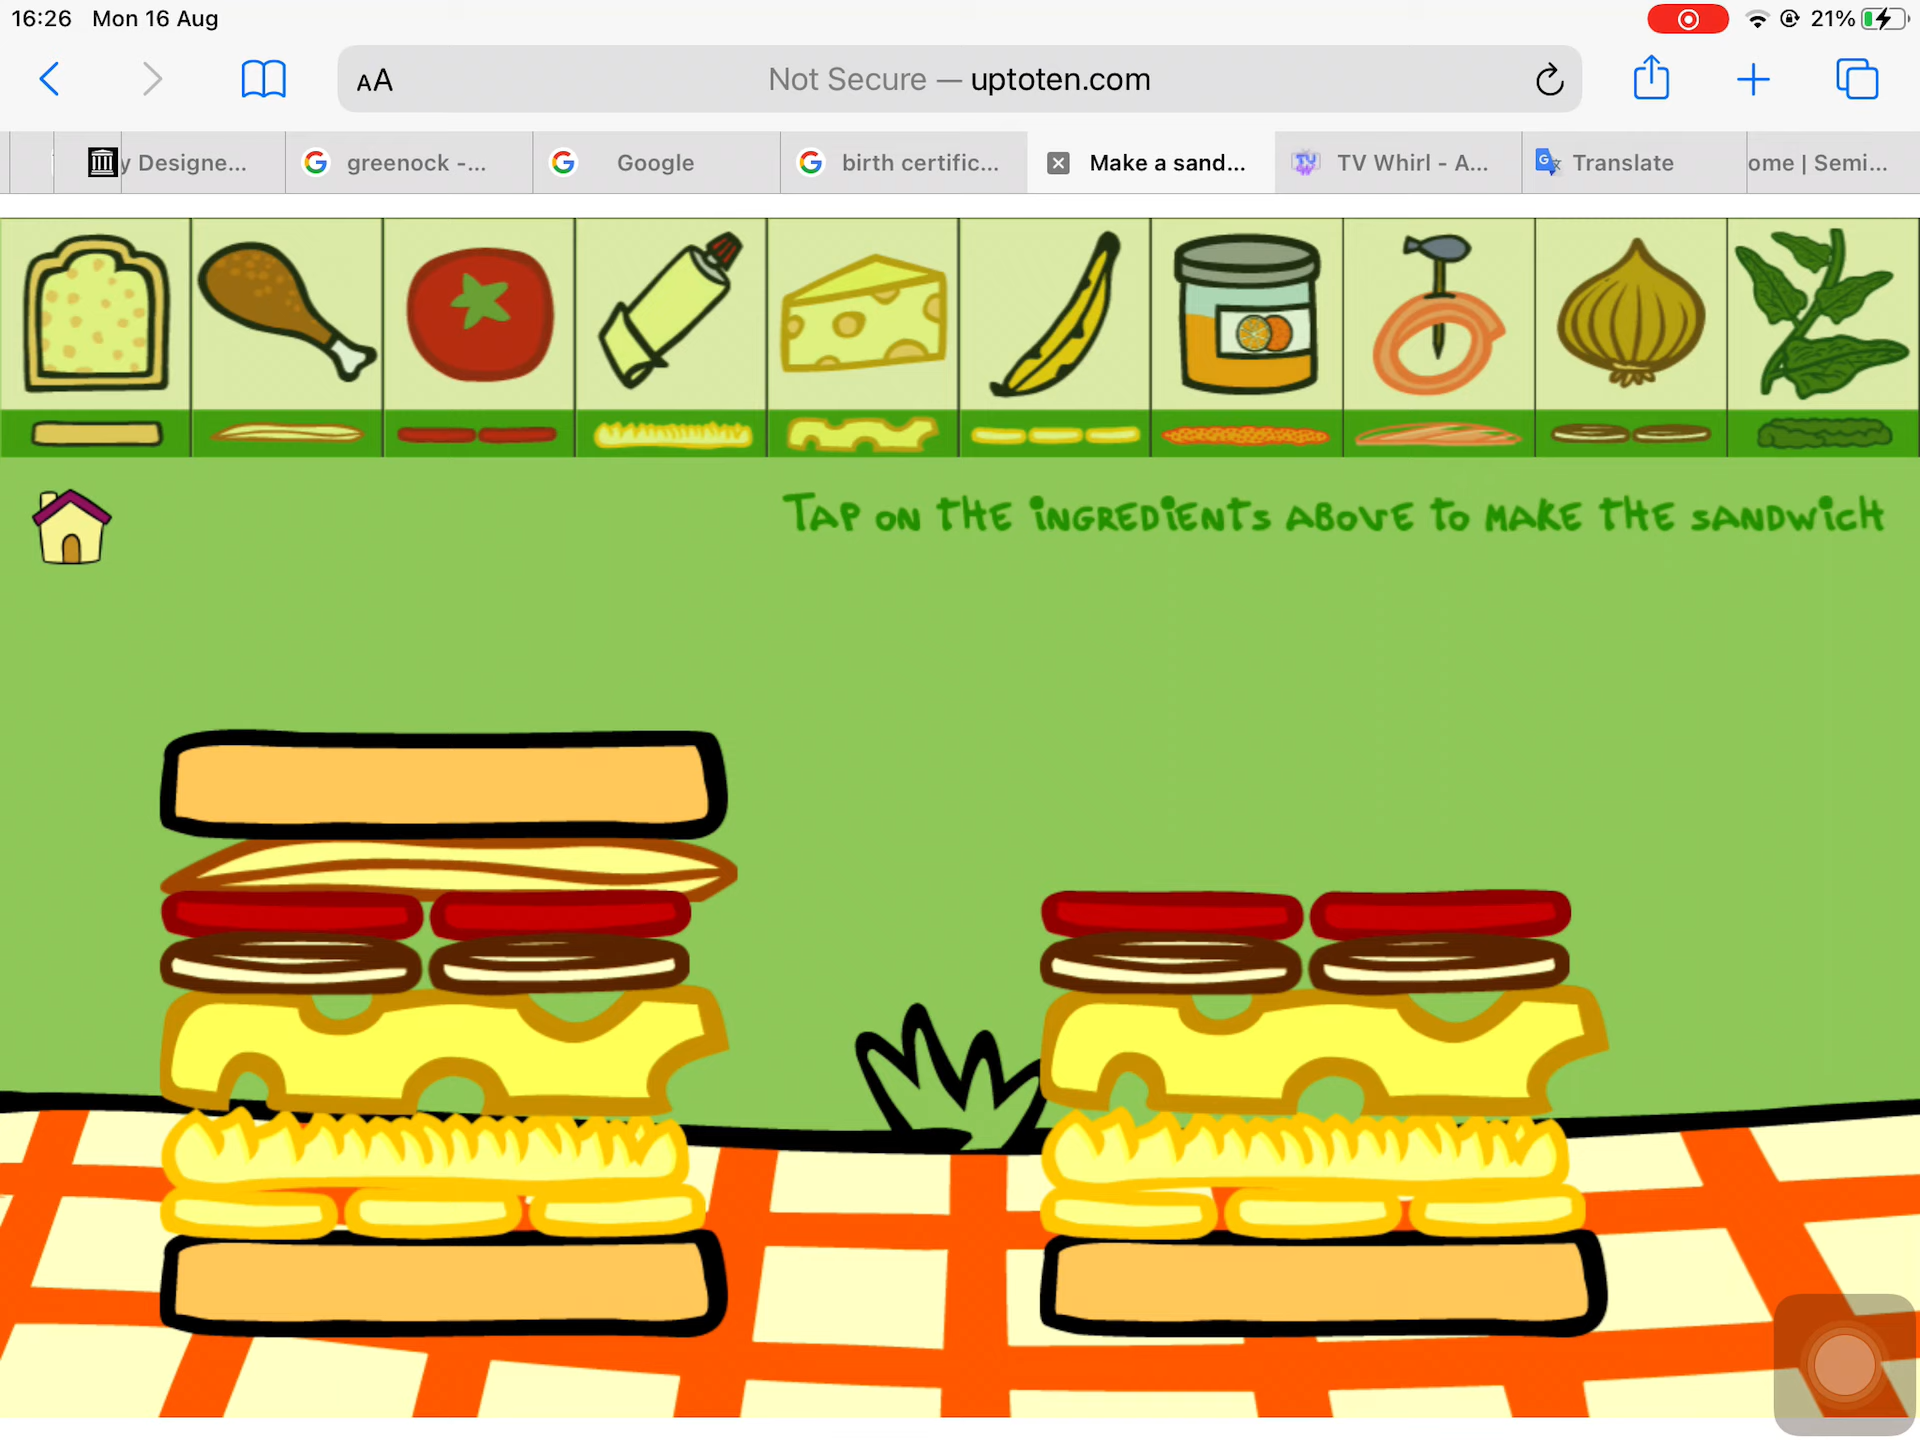 16:26 Mon 16 Aug 21%
AA Not Secure — uptoten.com
y Designe... greenock -... Google birth certific... Make a sand... TV Whirl - A... Translate ome | Semi...
TAP ON THE INGREDIENTS ABOVE TO MAKE THE SANDWICH